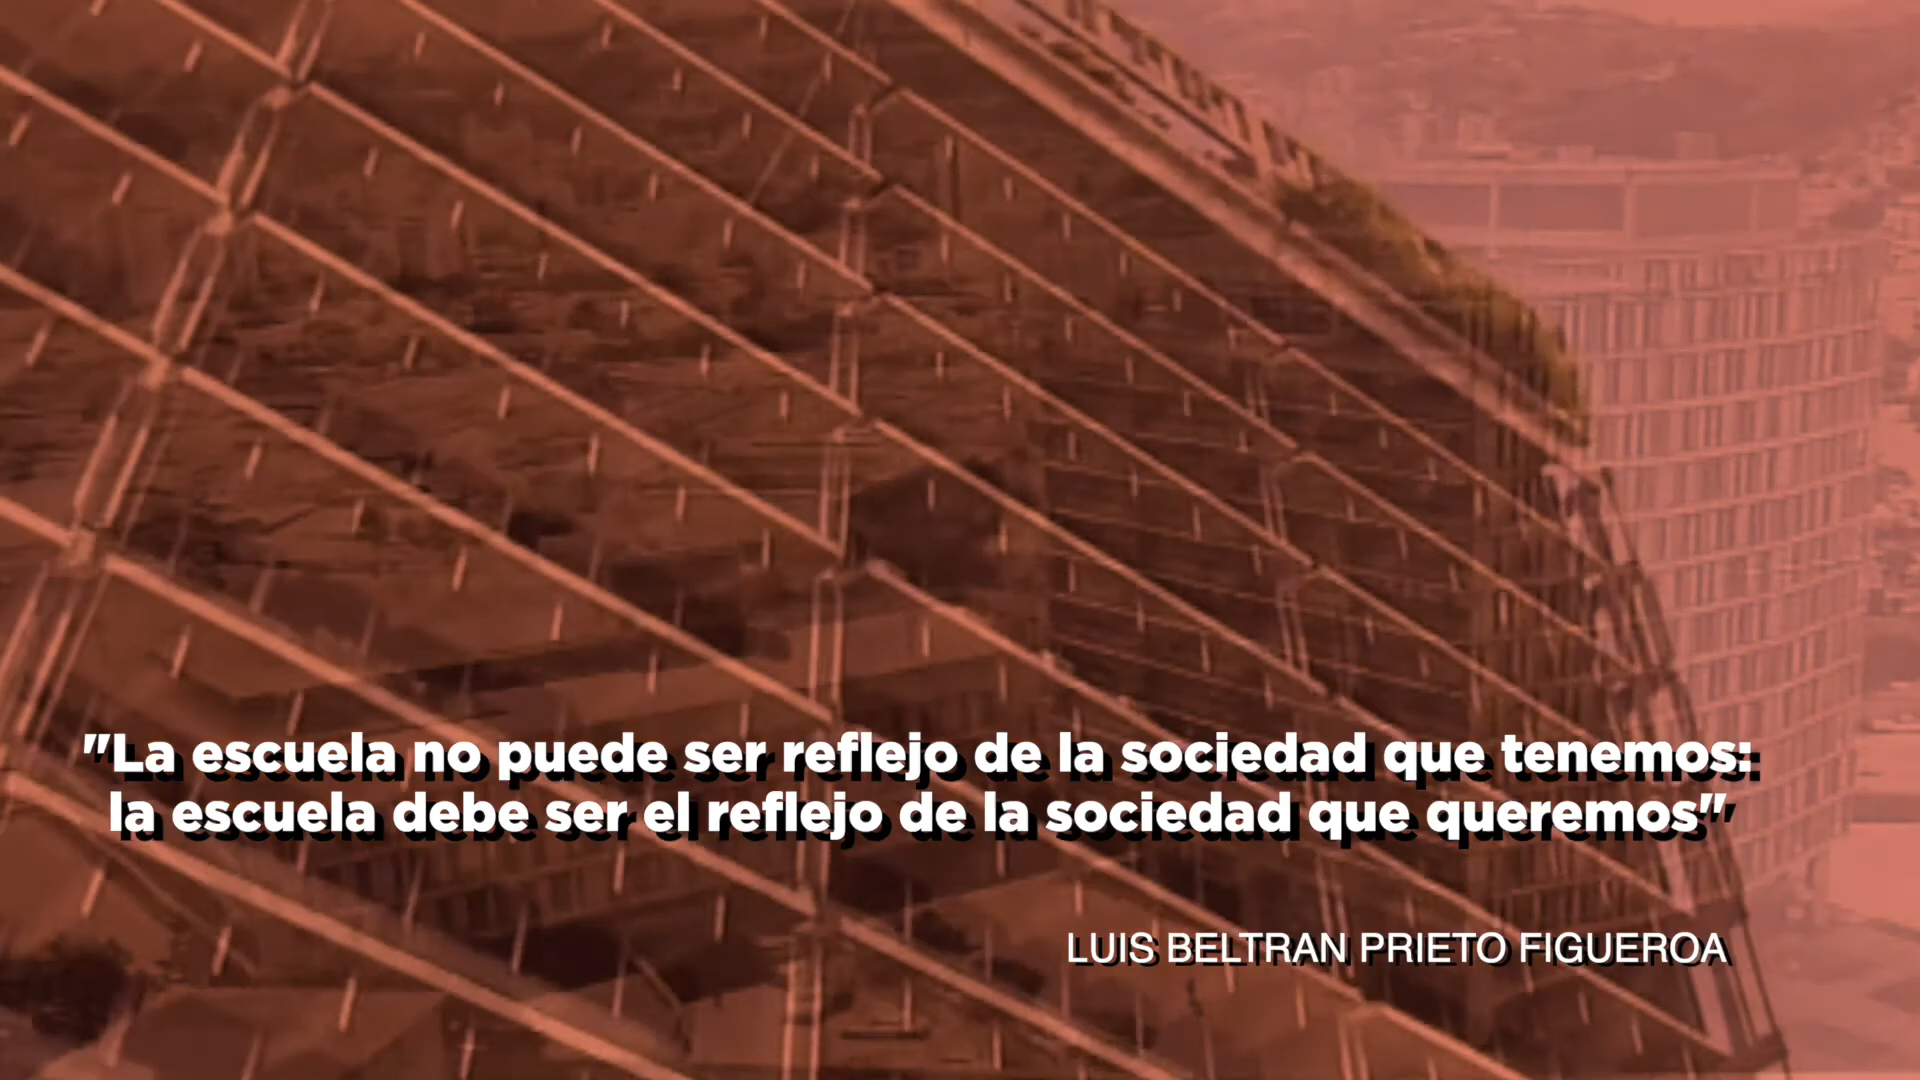 "La escuela no puede ser reflejo de la sociedad que tenemos:
la escuela debe ser el reflejo de la sociedad que queremos"
LUIS BELTRAN PRIETO FIGUEROA